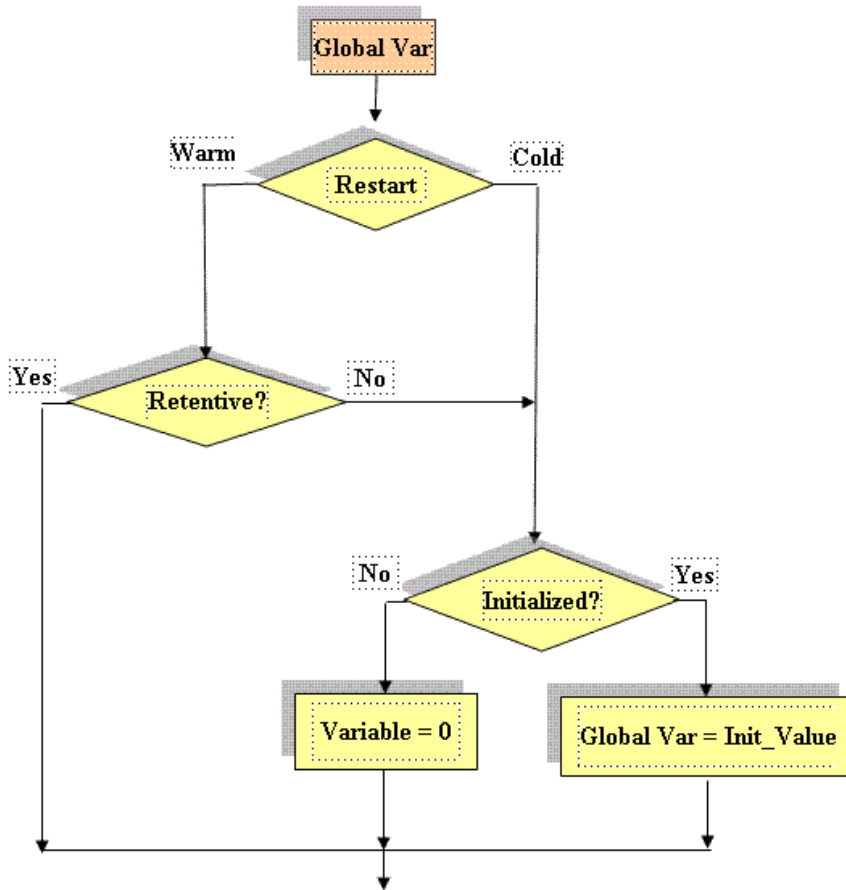 Global Var
Warm
Cold
Restart
Yes
No
Retentive?
No
Yes
Initialized?
Variable = 0
Global Var = Init_Value